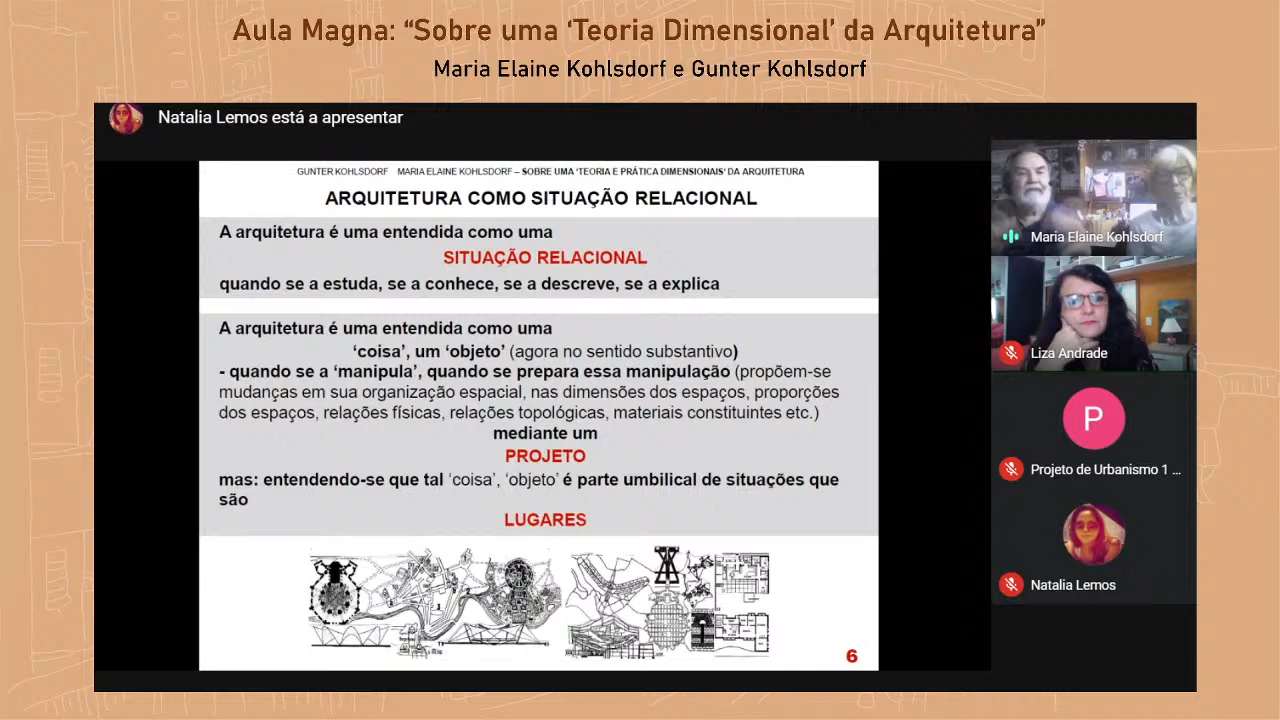 Aula Magna: “Sobre uma ‘Teoria Dimensional’ da Arquitetura”
Maria Elaine Kohlsdorf e Gunter Kohlsdorf
Natalia Lemos está a apresentar
GUNTER KOHLSDORF MARIA ELAINE KOHLSDORF – SOBRE UMA ‘TEORIA E PRÁTICA DIMENSIONAIS’ DA ARQUITETURA
ARQUITETURA COMO SITUAÇÃO RELACIONAL
A arquitetura é uma entendida como uma
SITUAÇÃO RELACIONAL
quando se a estuda, se a conhece, se a descreve, se a explica
A arquitetura é uma entendida como uma
‘coisa’, um ‘objeto’ (agora no sentido substantivo)
- quando se a ‘manipula’, quando se prepara essa manipulação (propõem-se
mudanças em sua organização espacial, nas dimensões dos espaços, proporções
dos espaços, relações físicas, relações topológicas, materiais constituintes etc.)
mediante um
PROJETO
mas: entendendo-se que tal ‘coisa’, ‘objeto’ é parte umbilical de situações que
são
LUGARES
6
Maria Elaine Kohlsdorf
Liza Andrade
P
Projeto de Urbanismo 1 ...
Natalia Lemos